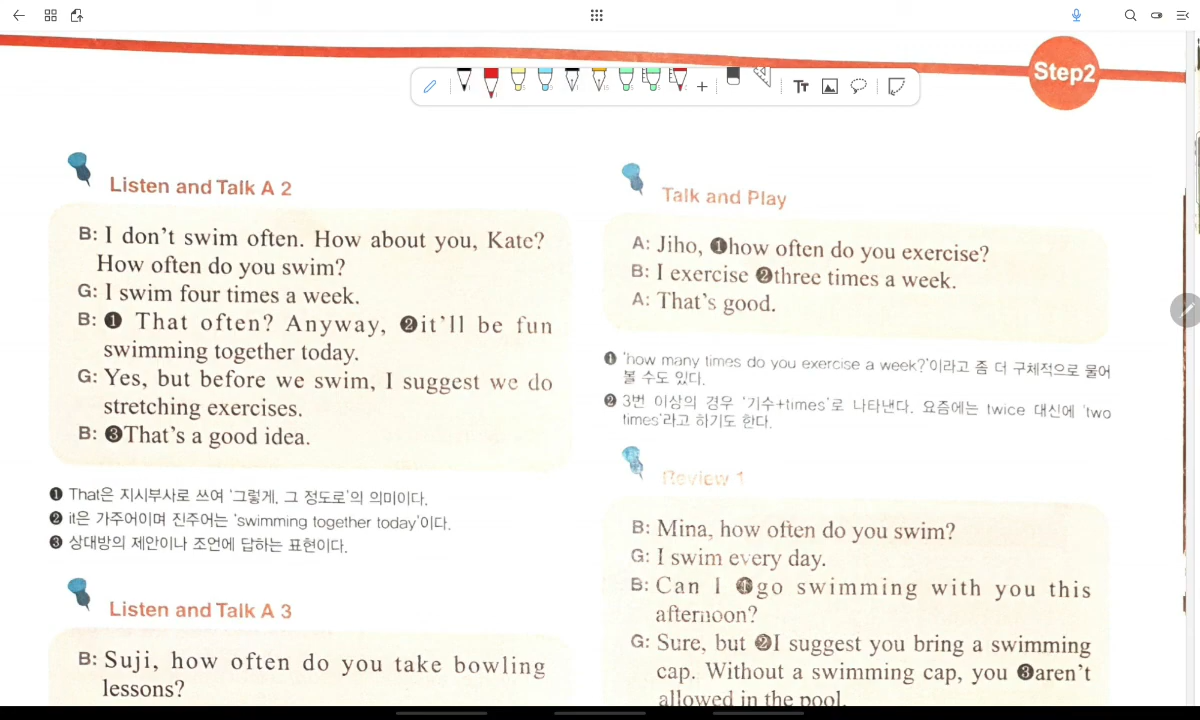 Step2
Listen and Talk A 2
B: I don't swim often. How about you, Kate?
How often do you swim?
G: I swim four times a week.
B: ❶ That often? Anyway, ❷it'll be fun
swimming together today.
G: Yes, but before we swim, I suggest we do
stretching exercises.
B: ❸That's a good idea.
❶ That은 지시부사로 쓰여 '그렇게, 그 정도로'의 의미이다.
❷ it은 가주어이며 진주어는 'swimming together today'이다.
❸ 상대방의 제안이나 조언에 답하는 표현이다.
Listen and Talk A 3
B: Suji, how often do you take bowling
lessons?
Talk and Play
A: Jiho, ❶how often do you exercise?
B: I exercise ❷three times a week.
A: That's good.
❶ 'how many times do you exercise a week?'이라고 좀 더 구체적으로 물어
볼 수도 있다.
❷ 3번 이상의 경우 '기수+times'로 나타낸다. 요즘에는 twice 대신에 'two
times'라고 하기도 한다.
Review 1
B: Mina, how often do you swim?
G: I swim every day.
B: Can I ❶go swimming with you this
afternoon?
G: Sure, but ❷I suggest you bring a swimming
cap. Without a swimming cap, you ❸aren't
allowed in the pool.